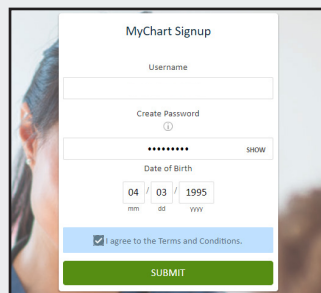 MyChart Signup
Username
Create Password
ⓘ
••••••••• SHOW
Date of Birth
04 / 03 / 1995
mm dd yyyy
I agree to the Terms and Conditions.
SUBMIT